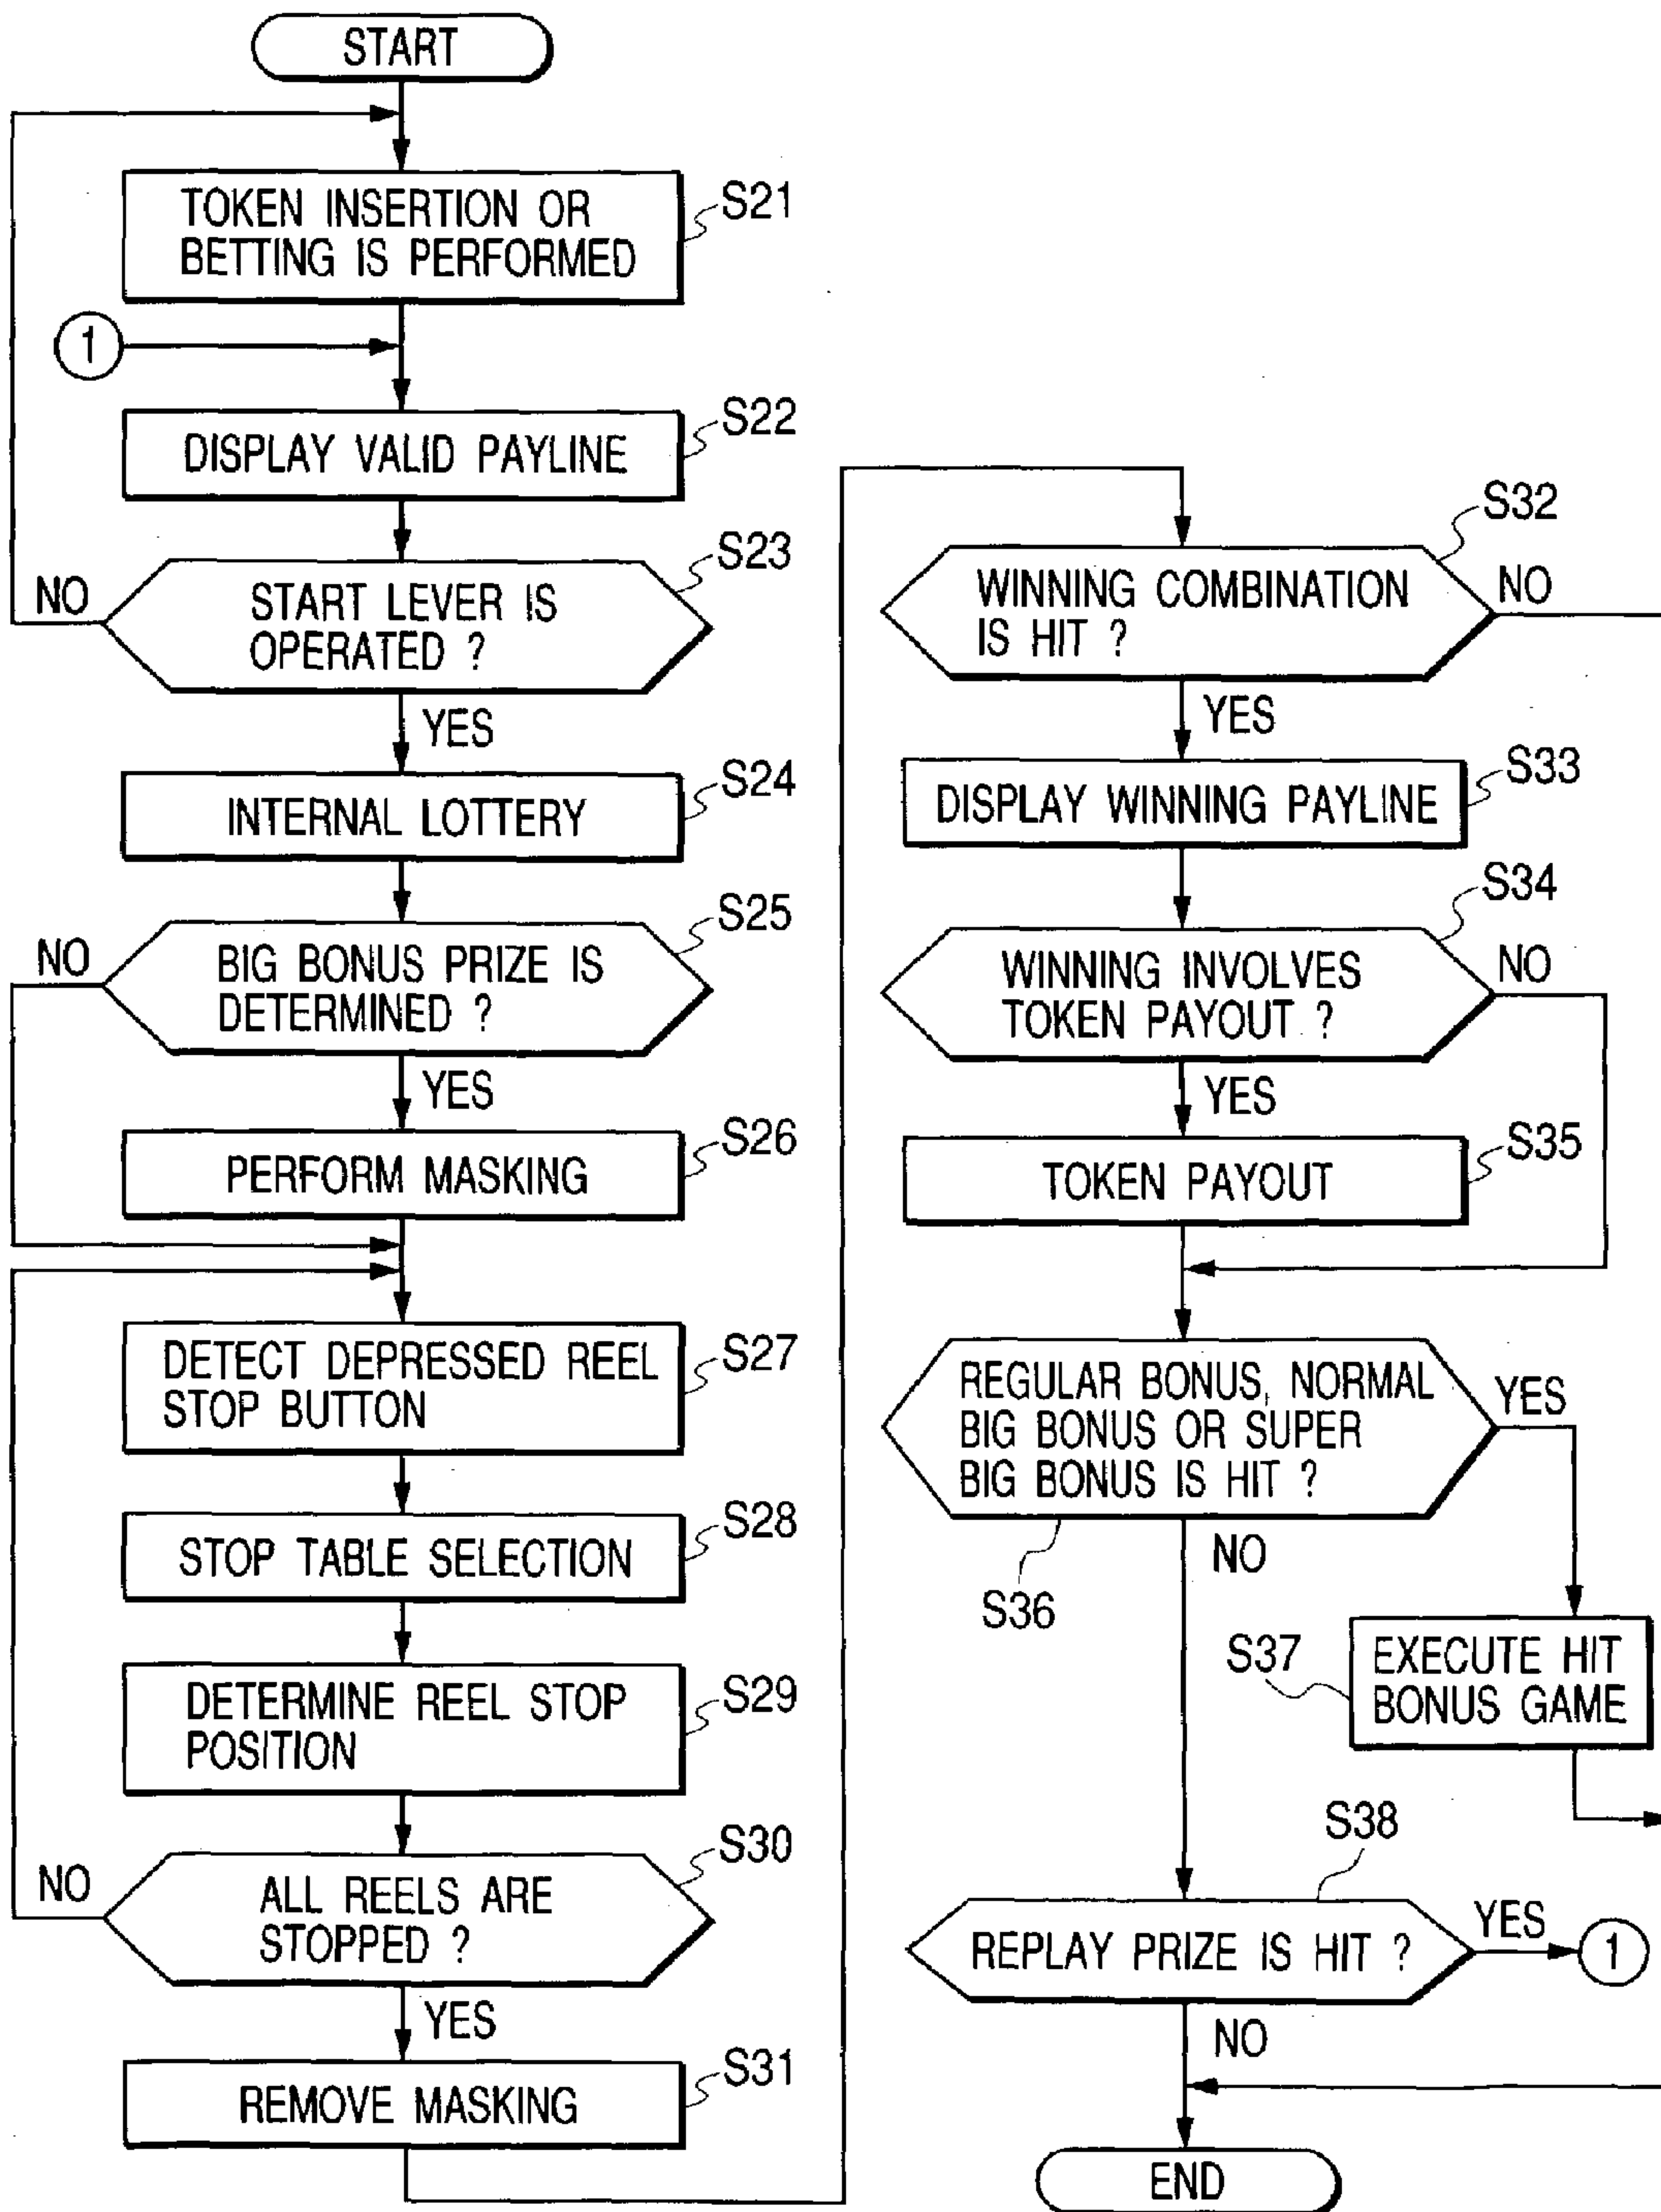 START
TOKEN INSERTION OR
BETTING IS PERFORMED
S21
1
DISPLAY VALID PAYLINE
S22
START LEVER IS
OPERATED ?
S23
NO
YES
INTERNAL LOTTERY
S24
BIG BONUS PRIZE IS
DETERMINED ?
S25
NO
YES
PERFORM MASKING
S26
DETECT DEPRESSED REEL
STOP BUTTON
S27
STOP TABLE SELECTION
S28
DETERMINE REEL STOP
POSITION
S29
ALL REELS ARE
STOPPED ?
S30
NO
YES
REMOVE MASKING
S31
WINNING COMBINATION
IS HIT ?
S32
NO
YES
DISPLAY WINNING PAYLINE
S33
WINNING INVOLVES
TOKEN PAYOUT ?
S34
NO
YES
TOKEN PAYOUT
S35
REGULAR BONUS, NORMAL
BIG BONUS OR SUPER
BIG BONUS IS HIT ?
S36
YES
NO
EXECUTE HIT
BONUS GAME
S37
REPLAY PRIZE IS HIT ?
S38
YES
1
NO
END